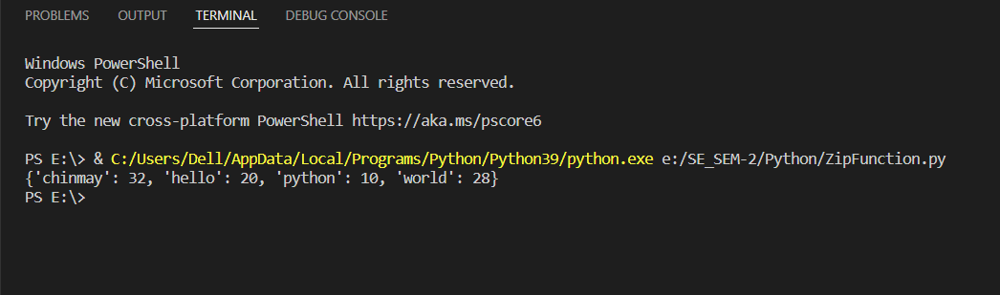 PROBLEMS OUTPUT TERMINAL DEBUG CONSOLE
Windows PowerShell
Copyright (C) Microsoft Corporation. All rights reserved.
Try the new cross-platform PowerShell https://aka.ms/pscore6
PS E:\> & C:/Users/Dell/AppData/Local/Programs/Python/Python39/python.exe e:/SE_SEM-2/Python/ZipFunction.py
{'chinmay': 32, 'hello': 20, 'python': 10, 'world': 28}
PS E:\>